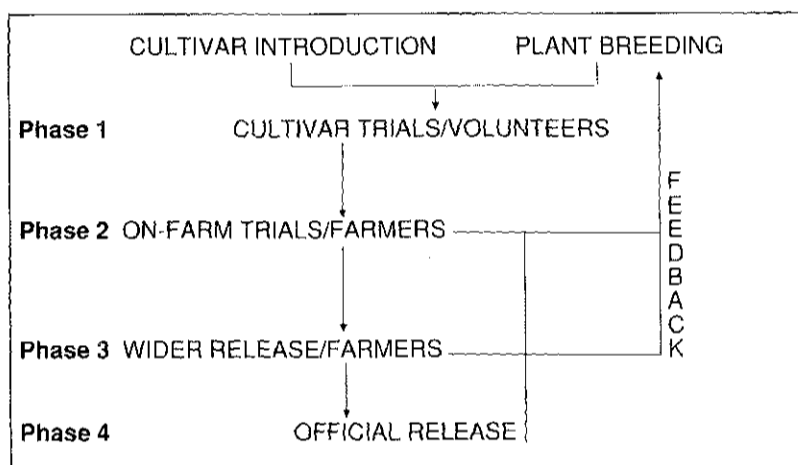 CULTIVAR INTRODUCTION PLANT BREEDING
Phase 1 CULTIVAR TRIALS/VOLUNTEERS
Phase 2 ON-FARM TRIALS/FARMERS
Phase 3 WIDER RELEASE/FARMERS
Phase 4 OFFICIAL RELEASE
FEEDBACK